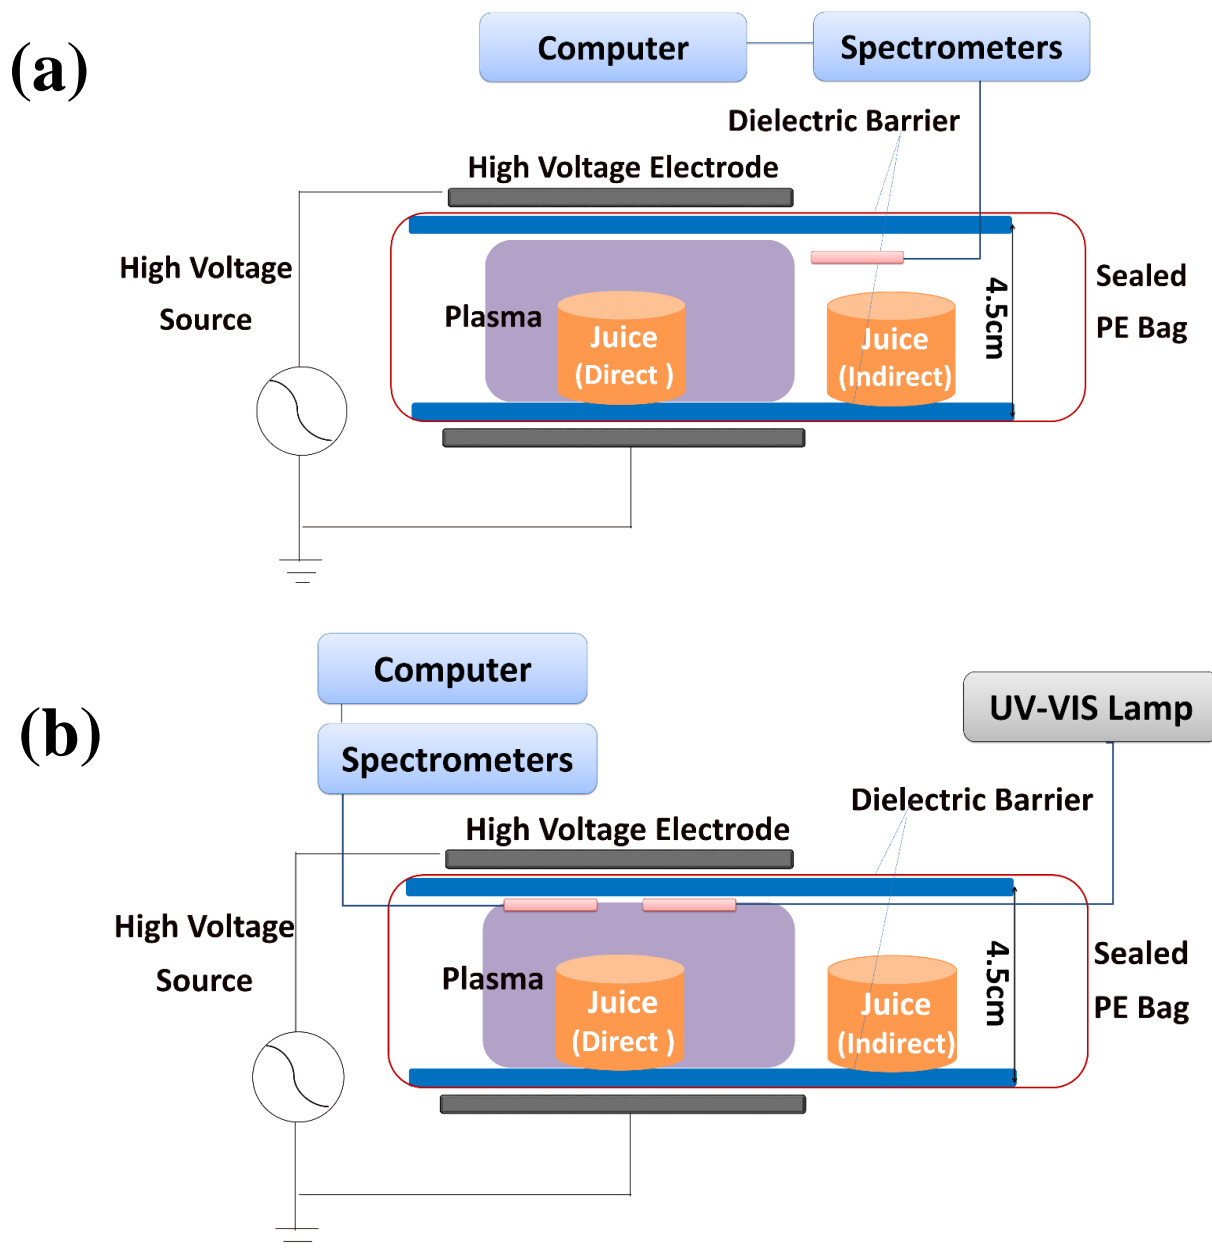 (a)
Computer
Spectrometers
Dielectric Barrier
High Voltage Electrode
High Voltage
Source
Plasma
Juice
(Direct )
Juice
(Indirect)
4.5cm
Sealed
PE Bag
(b)
Computer
Spectrometers
UV-VIS Lamp
Dielectric Barrier
High Voltage Electrode
High Voltage
Source
Plasma
Juice
(Direct )
Juice
(Indirect)
4.5cm
Sealed
PE Bag